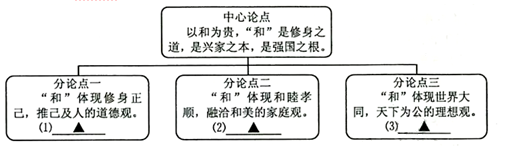 中心论点
以和为贵，“和”是修身之
道，是兴家之本，是强国之根。
分论点一
“和”体现修身正
己，推己及人的道德观。
(1) ▲
分论点二
“和”体现和睦孝
顺，融洽和美的家庭观。
(2) ▲
分论点三
“和”体现世界大
同，天下为公的理想观。
(3) ▲